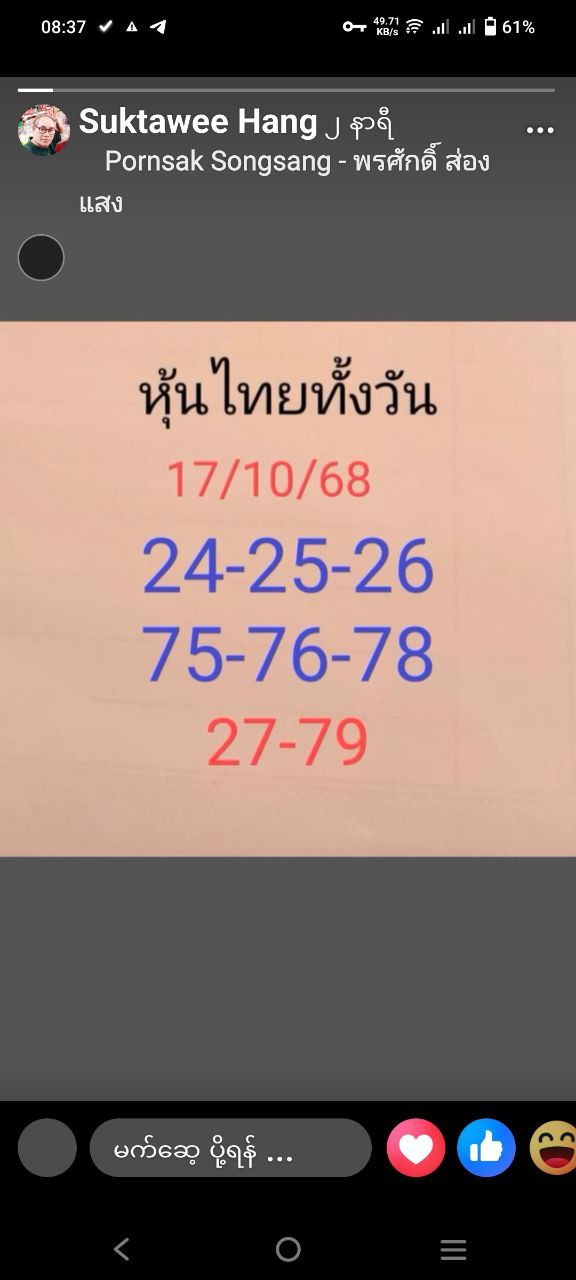 08:37
49.71
KB/s
61%
Suktawee Hang ၂ နာရီ
Pornsak Songsang - พรศักดิ์ ส่อง
แสง
หุ้นไทยทั้งวัน
17/10/68
24-25-26
75-76-78
27-79
မက်ဆေ့ ပို့ရန် ...